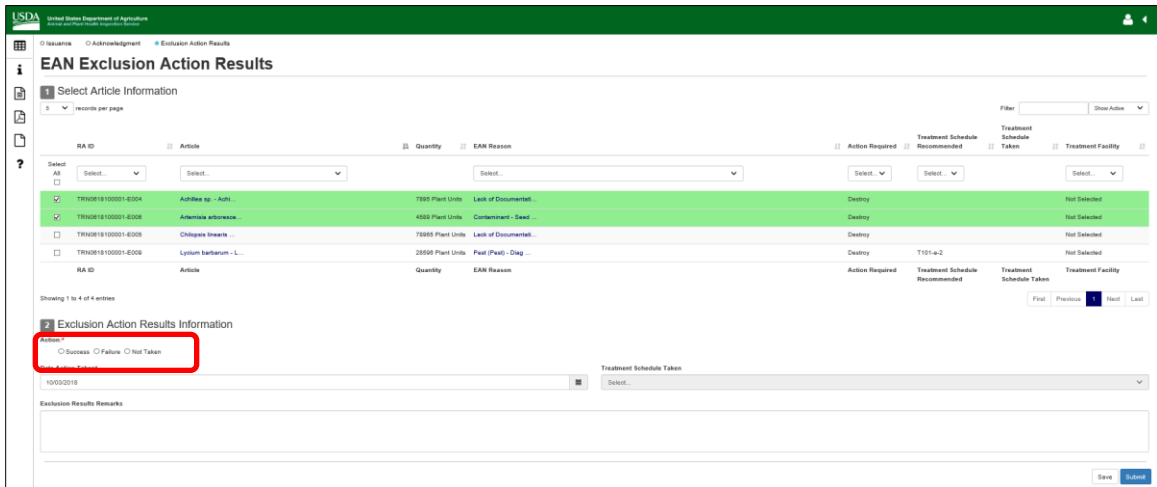 USDA United States Department of Agriculture
Animal and Plant Health Inspection Service
Issuance Acknowledgment Exclusion Action Results
EAN Exclusion Action Results
1 Select Article Information
5 records per page Filter Show Active
RA ID Article Quantity EAN Reason Action Required Treatment Schedule Recommended Treatment Schedule Taken Treatment Facility
Select All Select... Select... Select... Select... Select... Select...
TRN0618100001-E004 Achillea sp. - Achi... 7895 Plant Units Lack of Documentati... Destroy Not Selected
TRN0618100001-E006 Artemisia arboresce... 4589 Plant Units Contaminant - Seed ... Destroy Not Selected
TRN0618100001-E005 Chilopsis linearis ... 78965 Plant Units Lack of Documentati... Destroy Not Selected
TRN0618100001-E009 Lycium barbarum - L... 28598 Plant Units Pest (Pest) - Diag ... Destroy T101-a-2 Not Selected
RA ID Article Quantity EAN Reason Action Required Treatment Schedule Recommended Treatment Schedule Taken Treatment Facility
Showing 1 to 4 of 4 entries First Previous 1 Next Last
2 Exclusion Action Results Information
Action:*
Success Failure Not Taken
Date Action Taken* Treatment Schedule Taken
10/03/2018 Select...
Exclusion Results Remarks
Save Submit